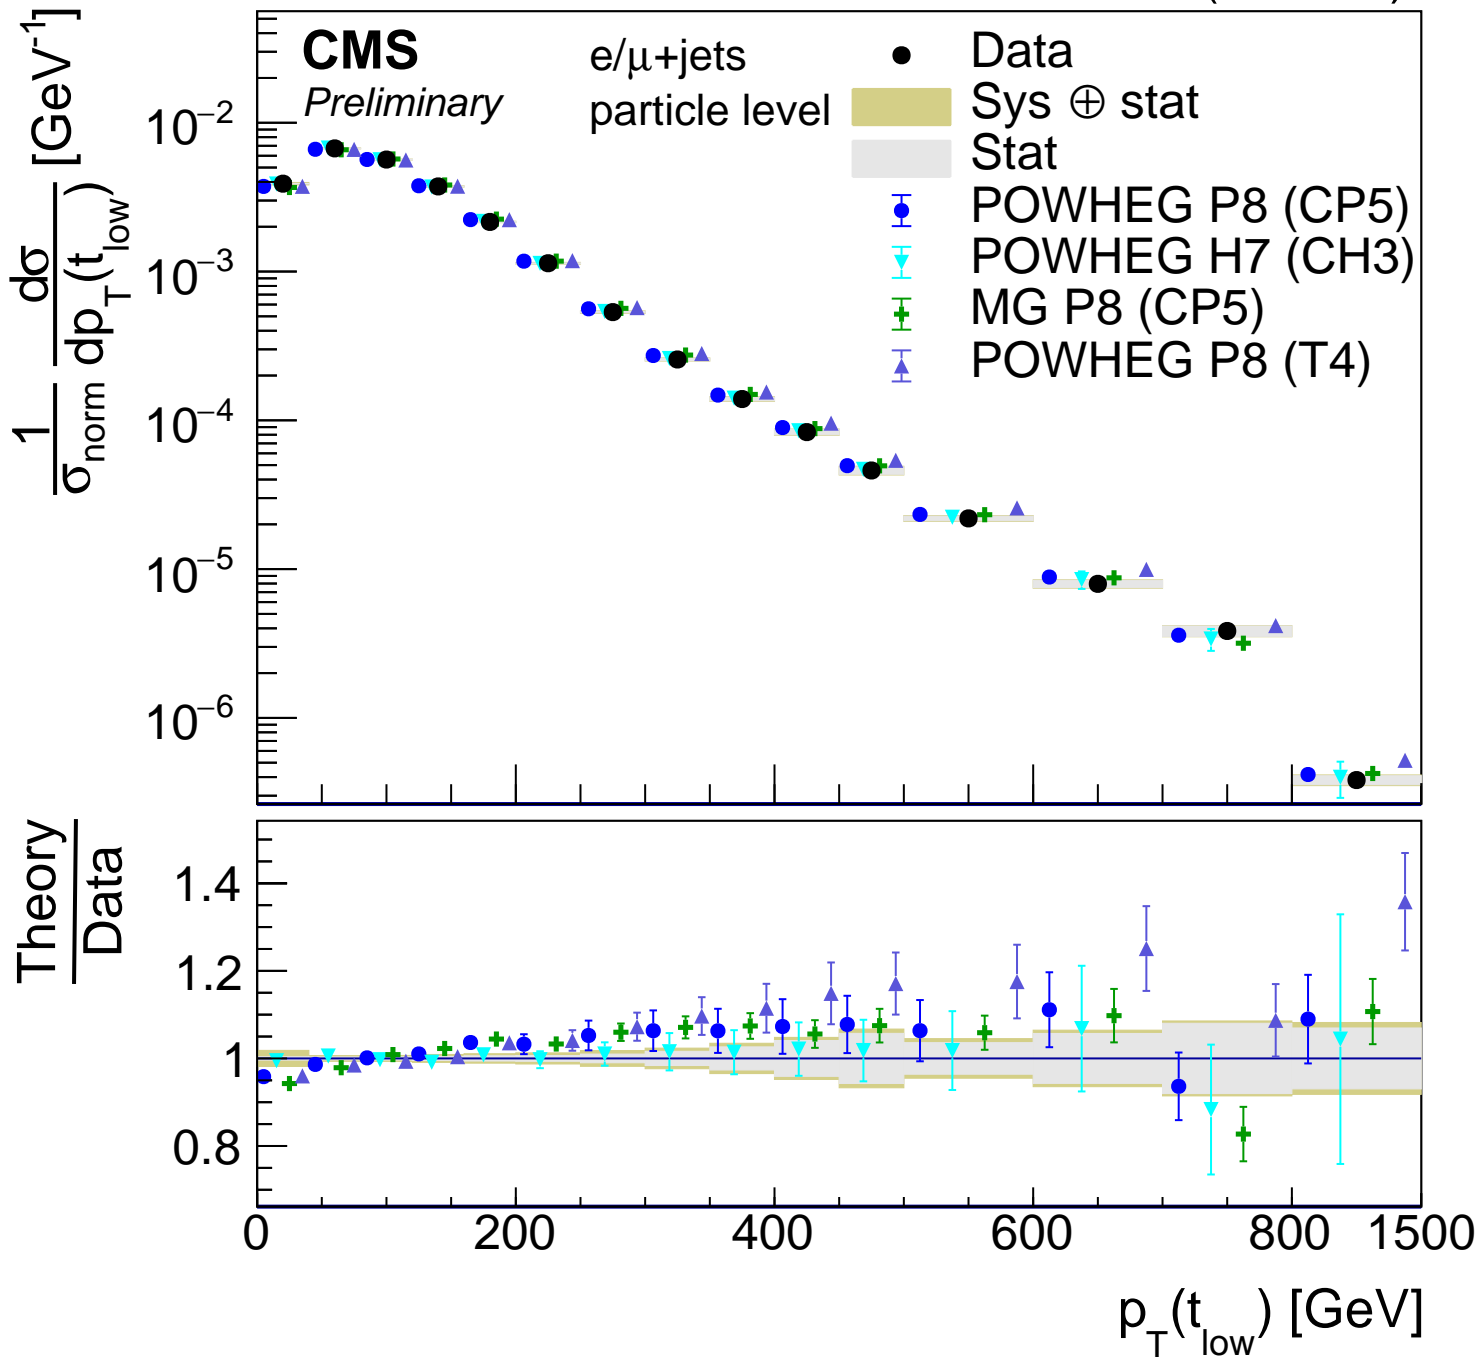 CMS
Preliminary
e/μ+jets
particle level
Data
Sys ⊕ stat
Stat
POWHEG P8 (CP5)
POWHEG H7 (CH3)
MG P8 (CP5)
POWHEG P8 (T4)
1/σnorm dσ/dpT(tlow) [GeV⁻¹]
10⁻²
10⁻³
10⁻⁴
10⁻⁵
10⁻⁶
Theory
Data
1.4
1.2
1
0.8
0 200 400 600 800 1500
pT(tlow) [GeV]